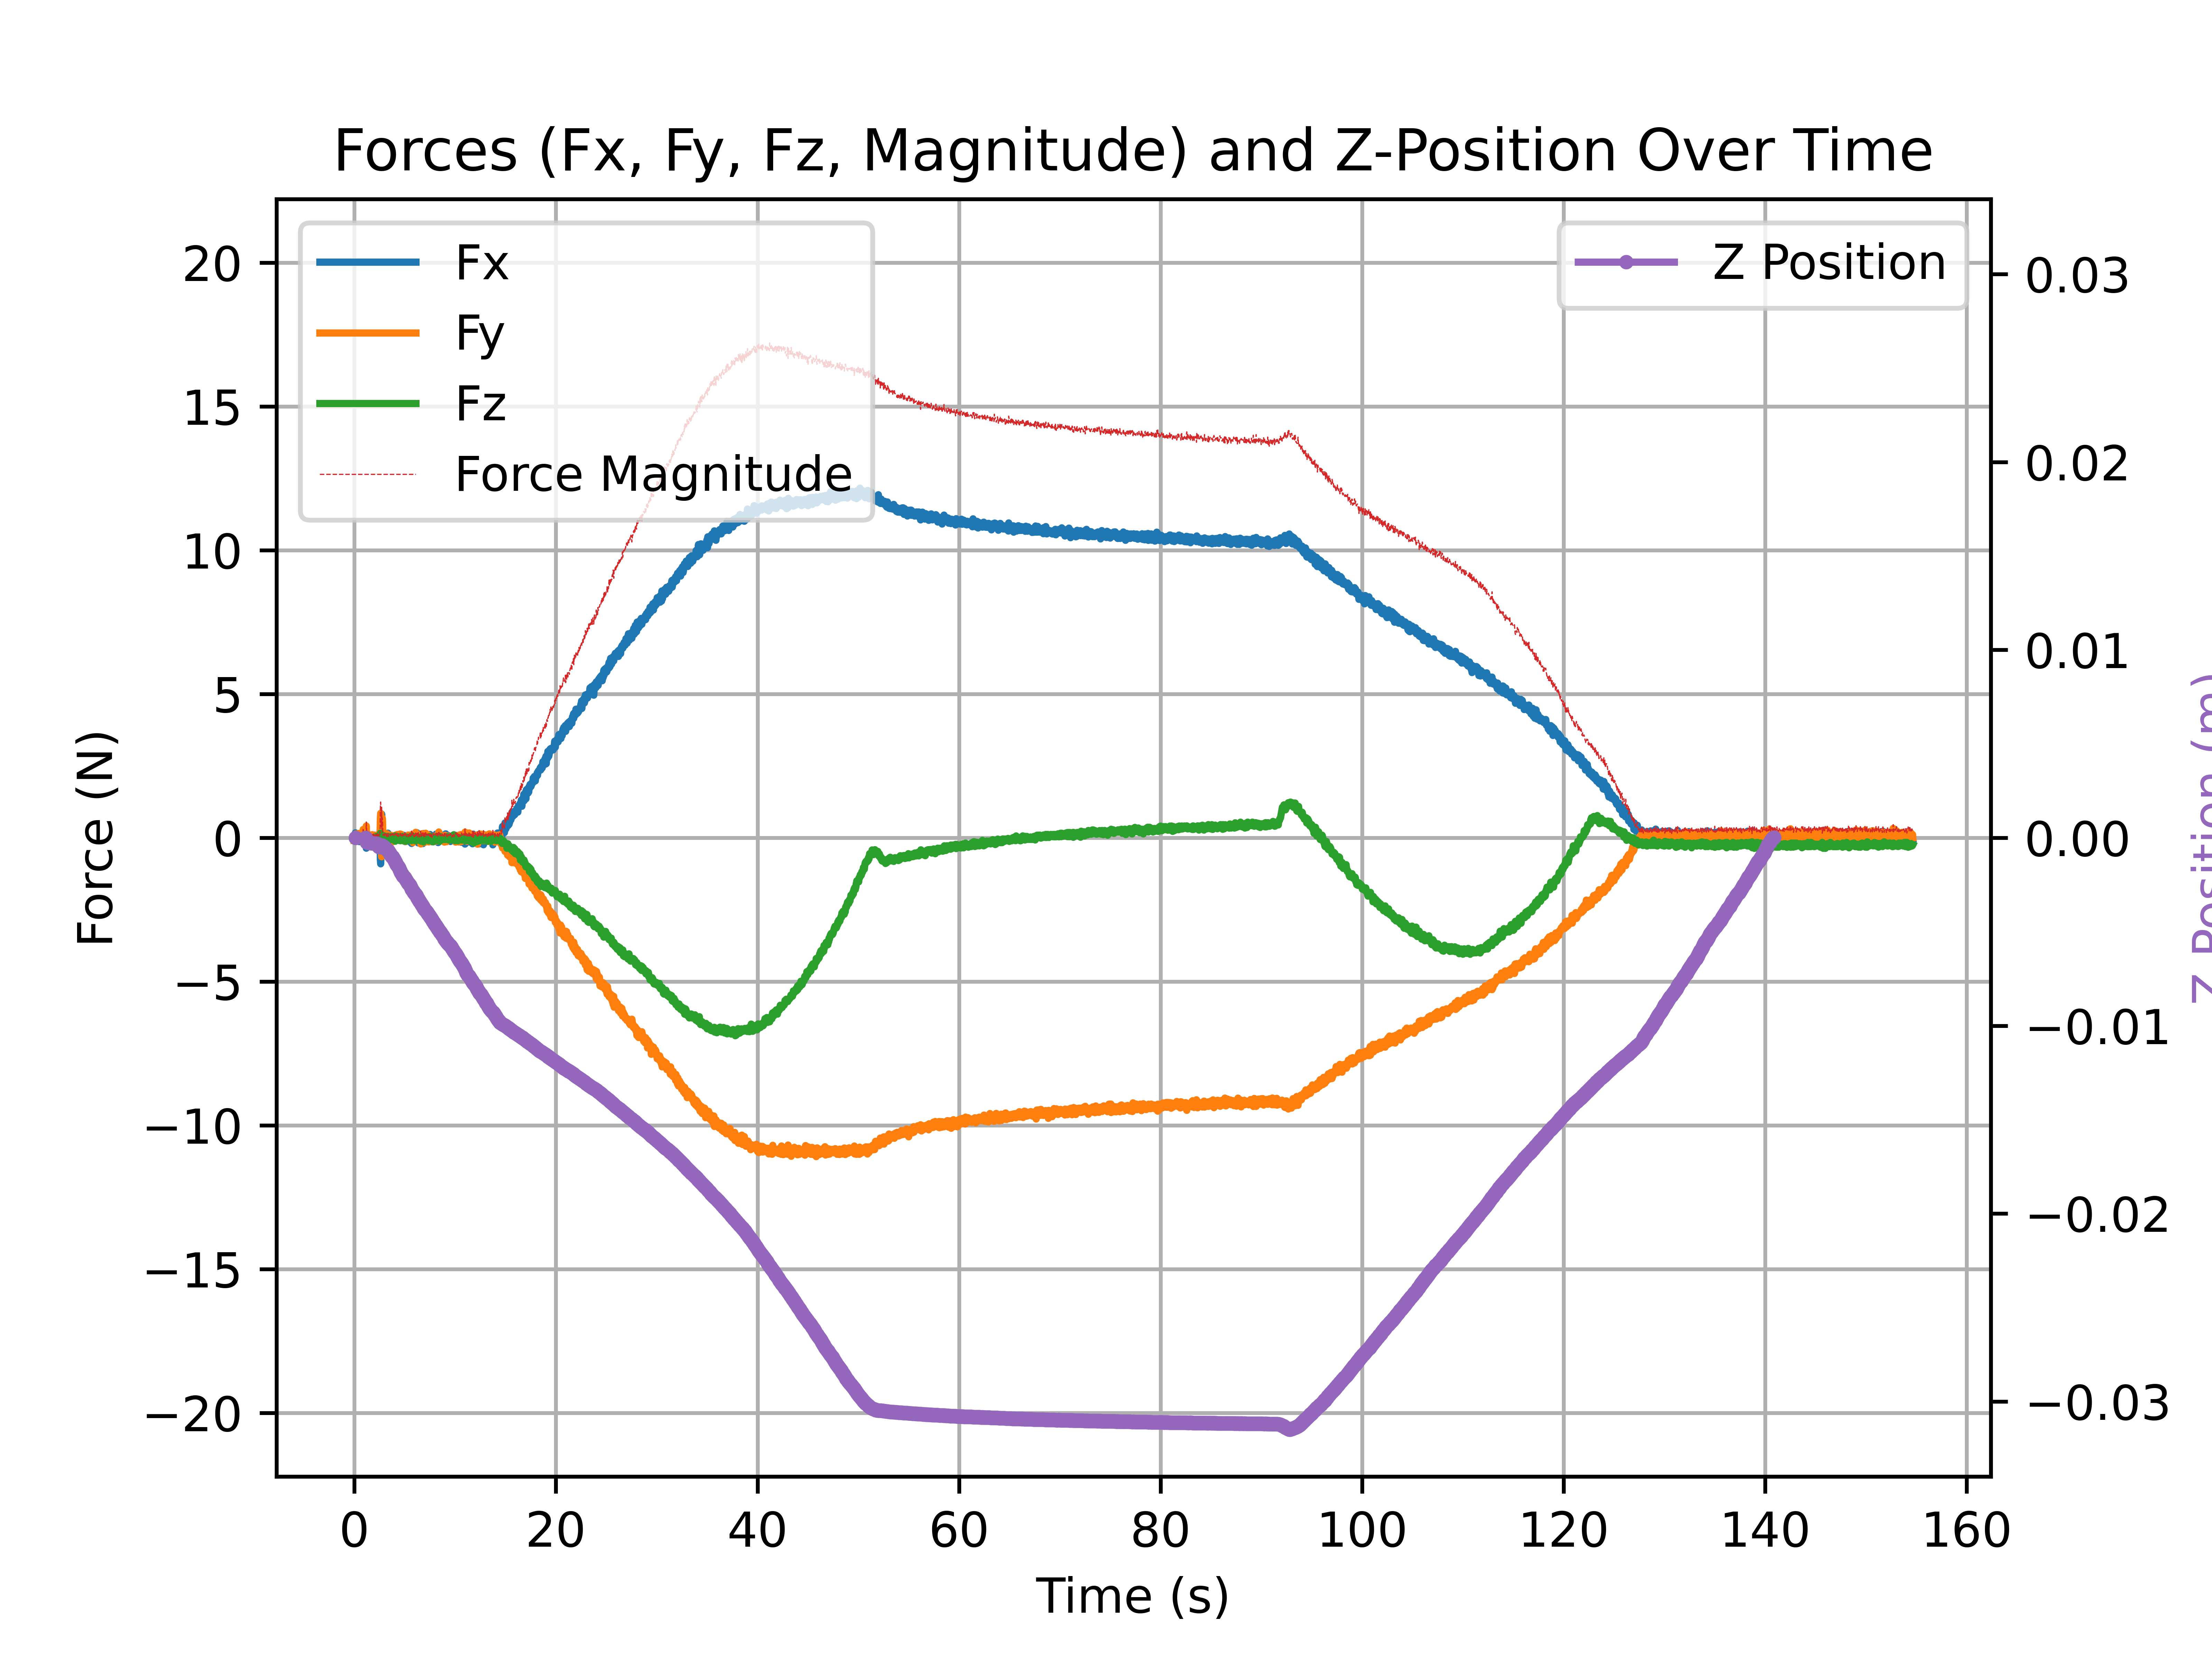 Forces (Fx, Fy, Fz, Magnitude) and Z-Position Over Time
Fx
Fy
Fz
Force Magnitude
Z Position
20
15
10
5
0
−5
−10
−15
−20
Force (N)
0.03
0.02
0.01
0.00
−0.01
−0.02
−0.03
Z Position (m)
0 20 40 60 80 100 120 140 160
Time (s)